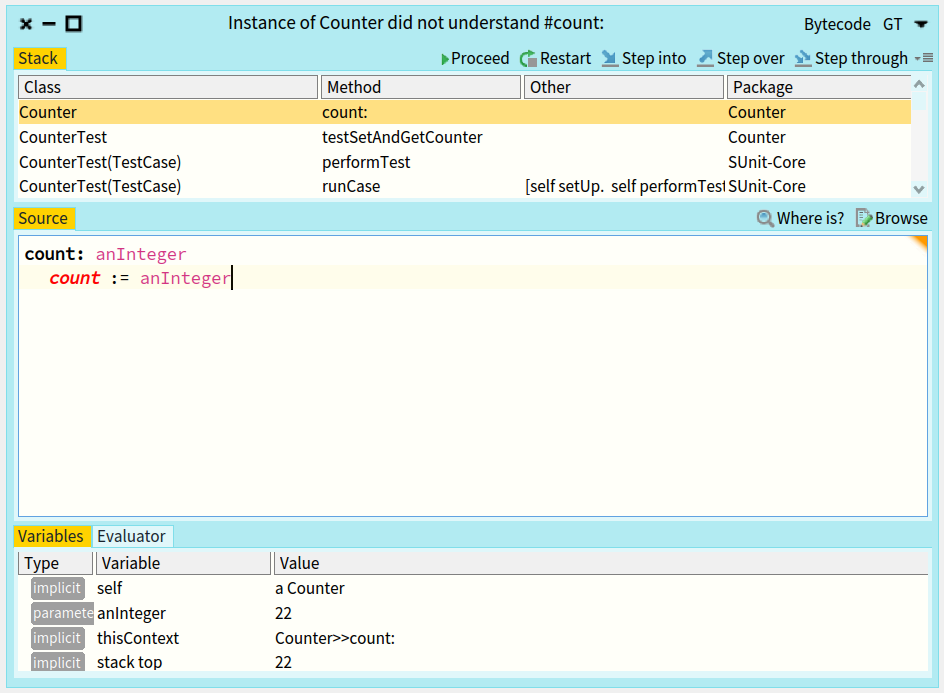 Instance of Counter did not understand #count: Bytecode GT
Stack Proceed Restart Step into Step over Step through
Class Method Other Package
Counter count: Counter
CounterTest testSetAndGetCounter Counter
CounterTest(TestCase) performTest SUnit-Core
CounterTest(TestCase) runCase [self setUp. self performTest SUnit-Core
Source Where is? Browse
count: anInteger
count := anInteger
Variables Evaluator
Type Variable Value
implicit self a Counter
paramete anInteger 22
implicit thisContext Counter>>count:
implicit stack top 22